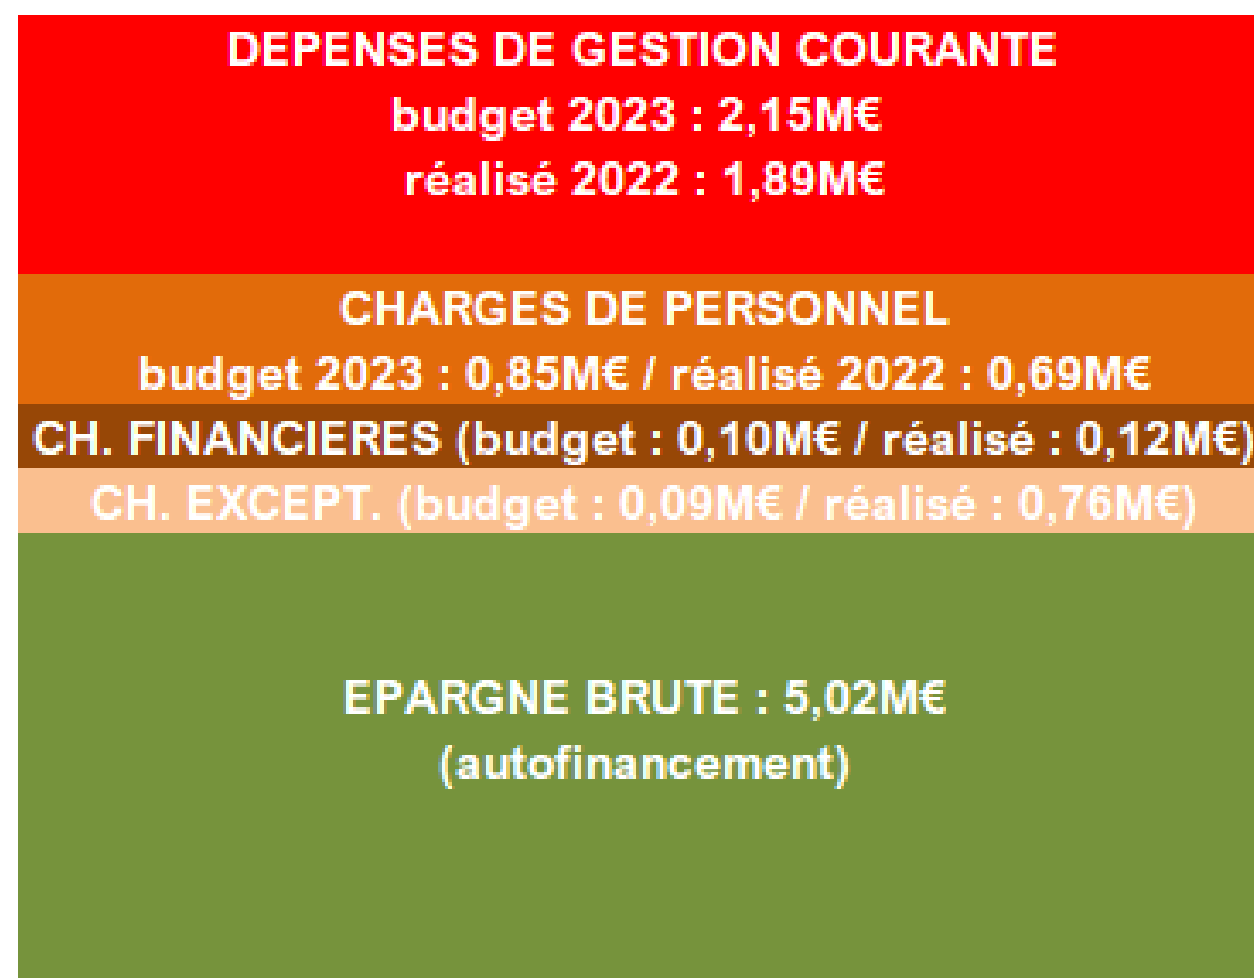 DEPENSES DE GESTION COURANTE
budget 2023 : 2,15M€
réalisé 2022 : 1,89M€
CHARGES DE PERSONNEL
budget 2023 : 0,85M€ / réalisé 2022 : 0,69M€
CH. FINANCIERES (budget : 0,10M€ / réalisé : 0,12M€)
CH. EXCEPT. (budget : 0,09M€ / réalisé : 0,76M€)
EPARGNE BRUTE : 5,02M€
(autofinancement)